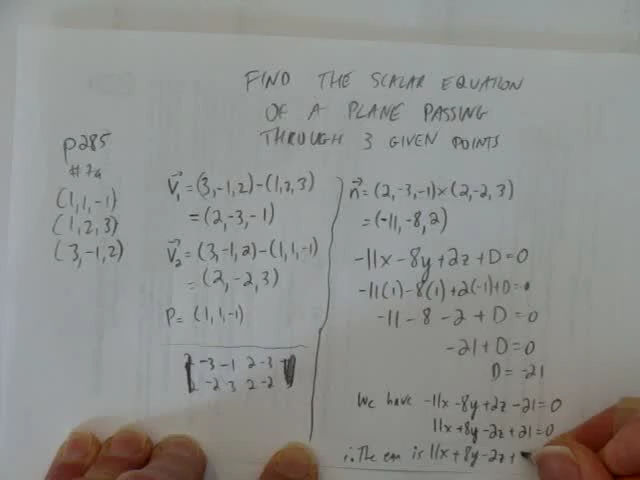 FIND THE SCALAR EQUATION
OF A PLANE PASSING
THROUGH 3 GIVEN POINTS
p285
#7a
(1,1,-1)
(1,2,3)
(3,-1,2)
V⃗₁ = (3,-1,2)-(1,2,3)
= (2,-3,-1)
V⃗₂ = (3,-1,2)-(1,1,-1)
= (2,-2,3)
P = (1,1,-1)
-3 -1 2 -3
-2 3 2 -2
n⃗ = (2,-3,-1)×(2,-2,3)
= (-11,-8,2)
-11x-8y+2z+D=0
-11(1)-8(1)+2(-1)+D=0
-11-8-2+D=0
-21+D=0
D=-21
We have -11x-8y+2z-21=0
11x+8y-2z+21=0
∴ The eqn is 11x+8y-2z+